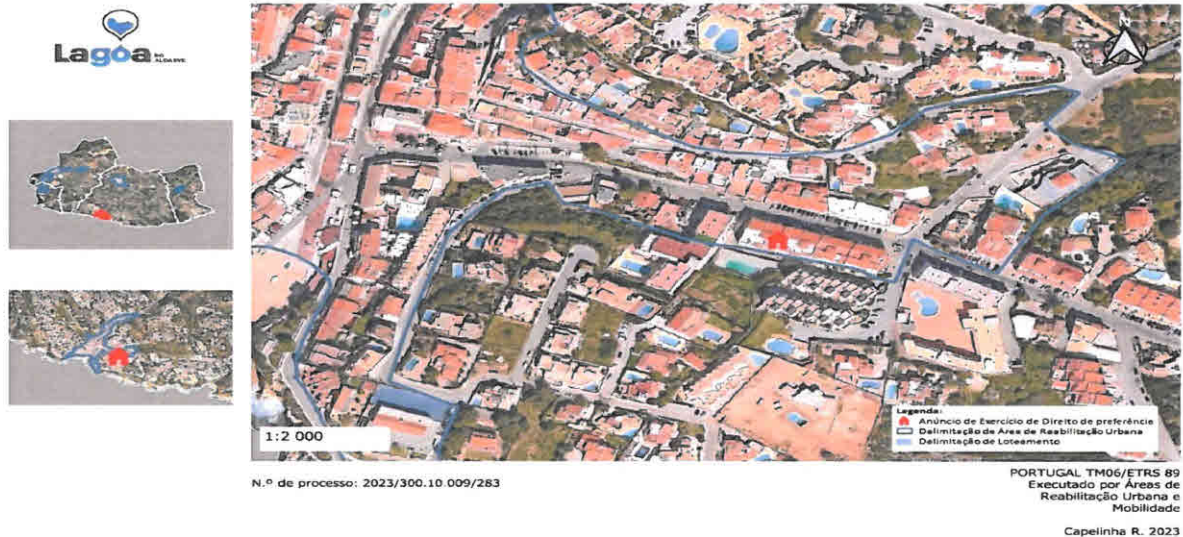 Lagoa
DO ALGARVE
1:2 000
Legenda:
Anúncio de Exercício de Direito de preferência
Delimitação de Área de Reabilitação Urbana
Delimitação de Loteamento
N.º de processo: 2023/300.10.009/283
PORTUGAL TM06/ETRS 89
Executado por Áreas de
Reabilitação Urbana e
Mobilidade
Capelinha R. 2023